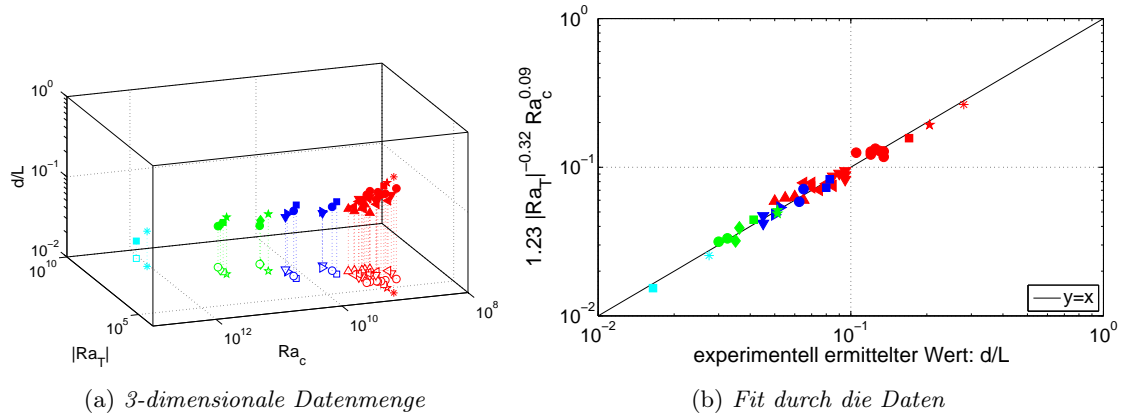 10^0
10^-1
10^-2
d/L
10^10
10^5
|Ra_T|
10^12
10^10
10^8
Ra_c
(a) 3-dimensionale Datenmenge
10^0
10^-1
10^-2
1.23 |Ra_T|^-0.32 Ra_c^0.09
y=x
10^-2
10^-1
10^0
experimentell ermittelter Wert: d/L
(b) Fit durch die Daten